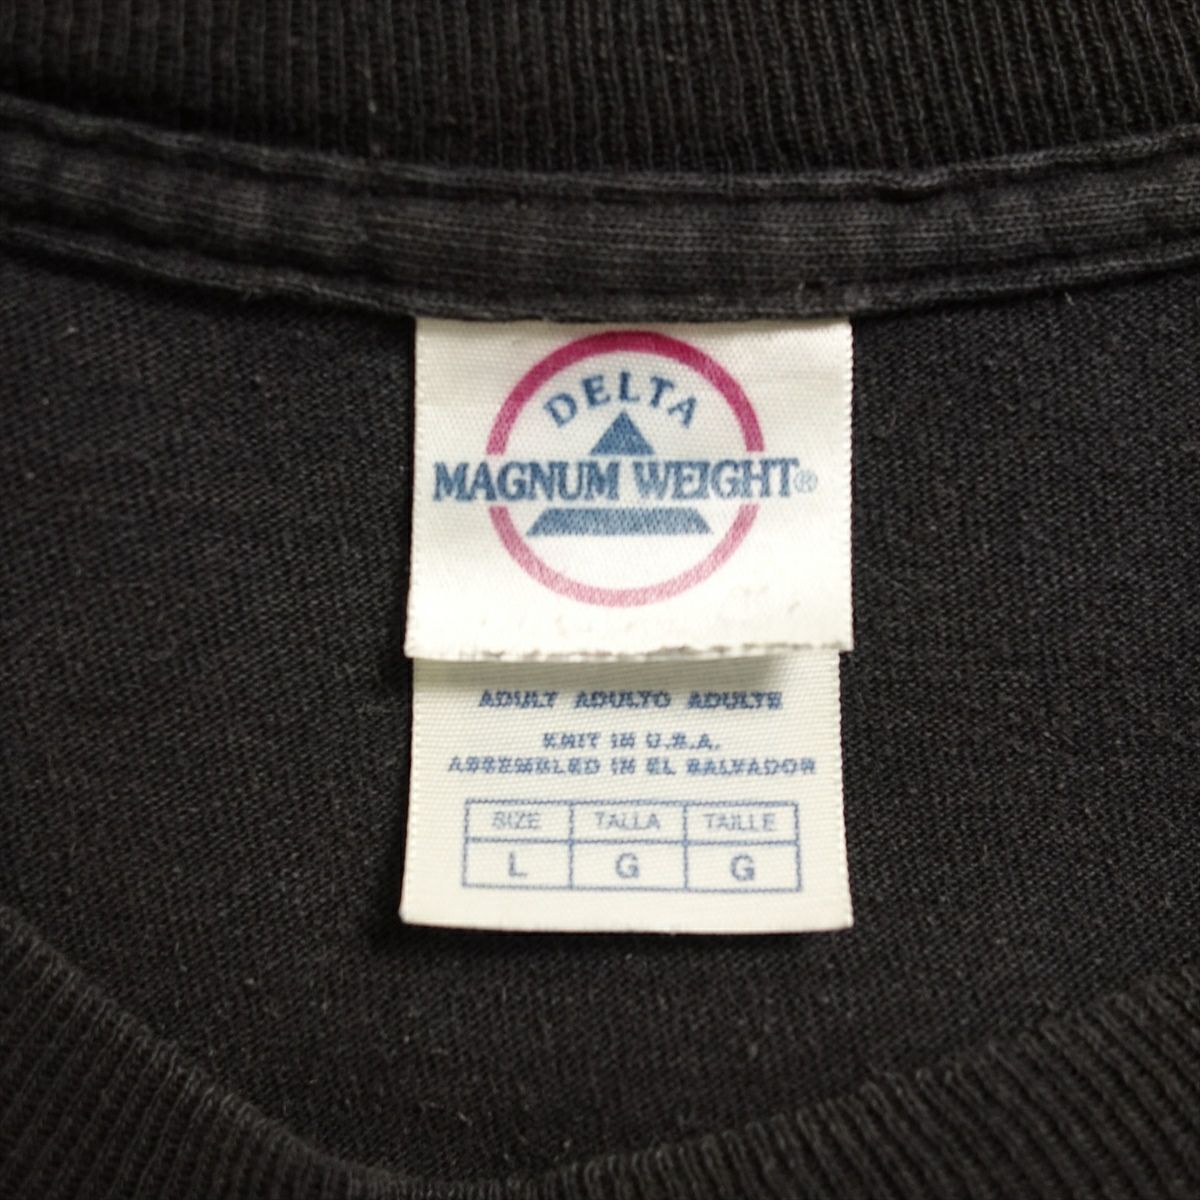 DELTA
MAGNUM WEIGHT®
ADULT ADULTO ADULTE
KNIT IN U.S.A.
ASSEMBLED IN EL SALVADOR
SIZE TALLA TAILLE
L G G